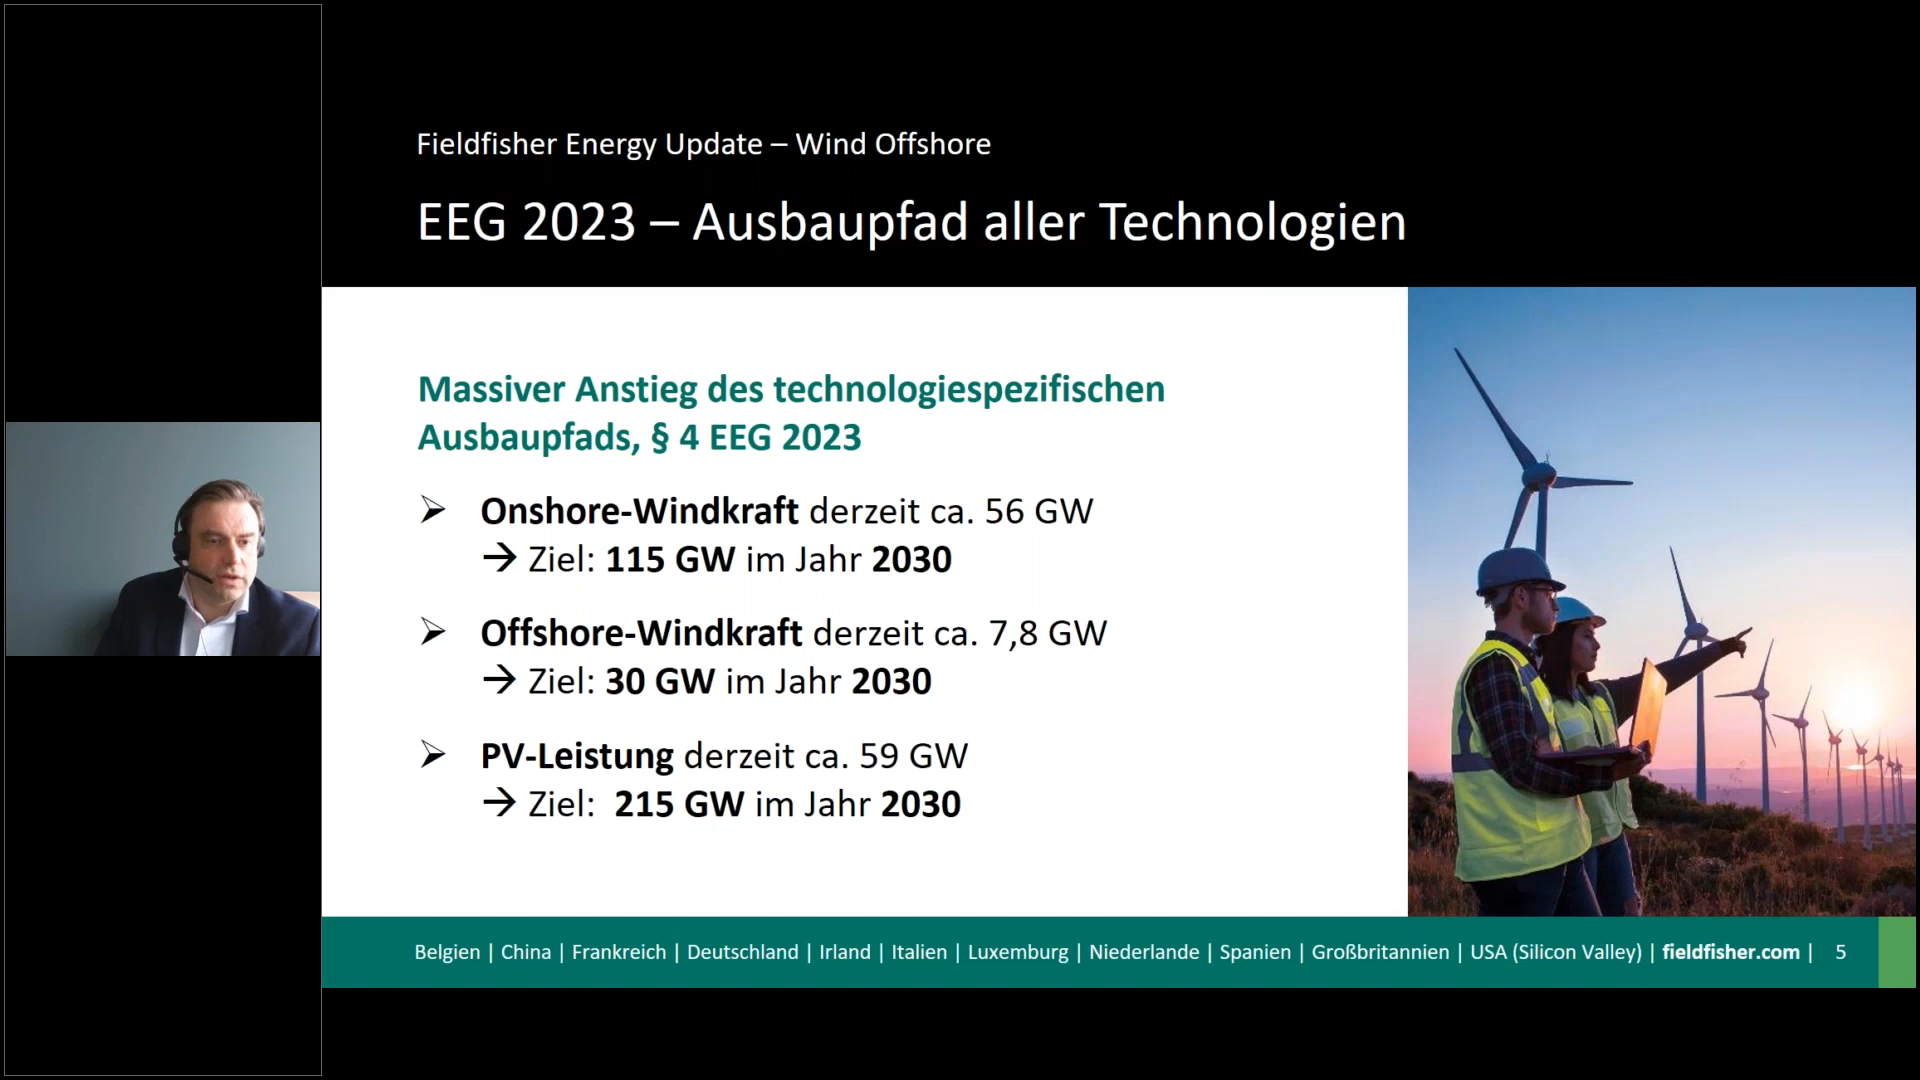 Fieldfisher Energy Update – Wind Offshore
EEG 2023 – Ausbaupfad aller Technologien
Massiver Anstieg des technologiespezifischen
Ausbaupfads, § 4 EEG 2023
➢ Onshore-Windkraft derzeit ca. 56 GW
→ Ziel: 115 GW im Jahr 2030
➢ Offshore-Windkraft derzeit ca. 7,8 GW
→ Ziel: 30 GW im Jahr 2030
➢ PV-Leistung derzeit ca. 59 GW
→ Ziel: 215 GW im Jahr 2030
Belgien | China | Frankreich | Deutschland | Irland | Italien | Luxemburg | Niederlande | Spanien | Großbritannien | USA (Silicon Valley) | fieldfisher.com | 5